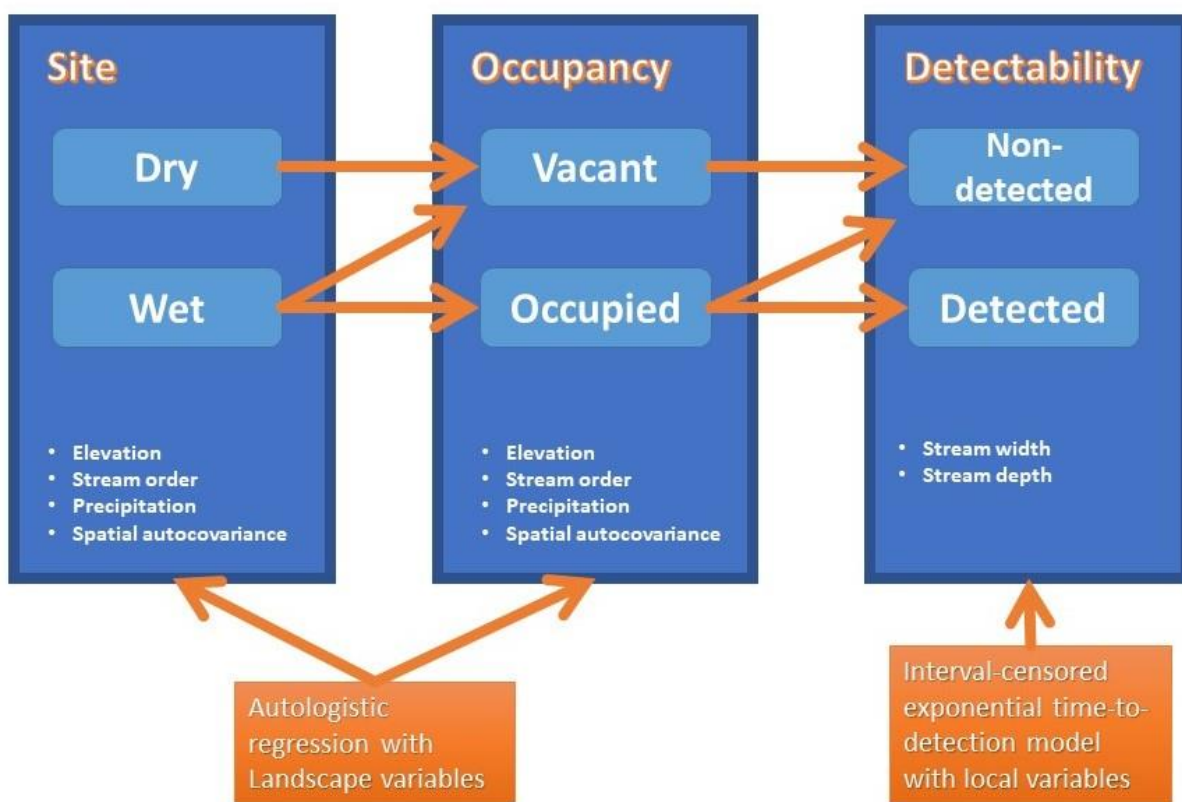 Site
Dry
Wet
• Elevation
• Stream order
• Precipitation
• Spatial autocovariance
Occupancy
Vacant
Occupied
• Elevation
• Stream order
• Precipitation
• Spatial autocovariance
Detectability
Non-
detected
Detected
• Stream width
• Stream depth
Autologistic
regression with
Landscape variables
Interval-censored
exponential time-to-
detection model
with local variables